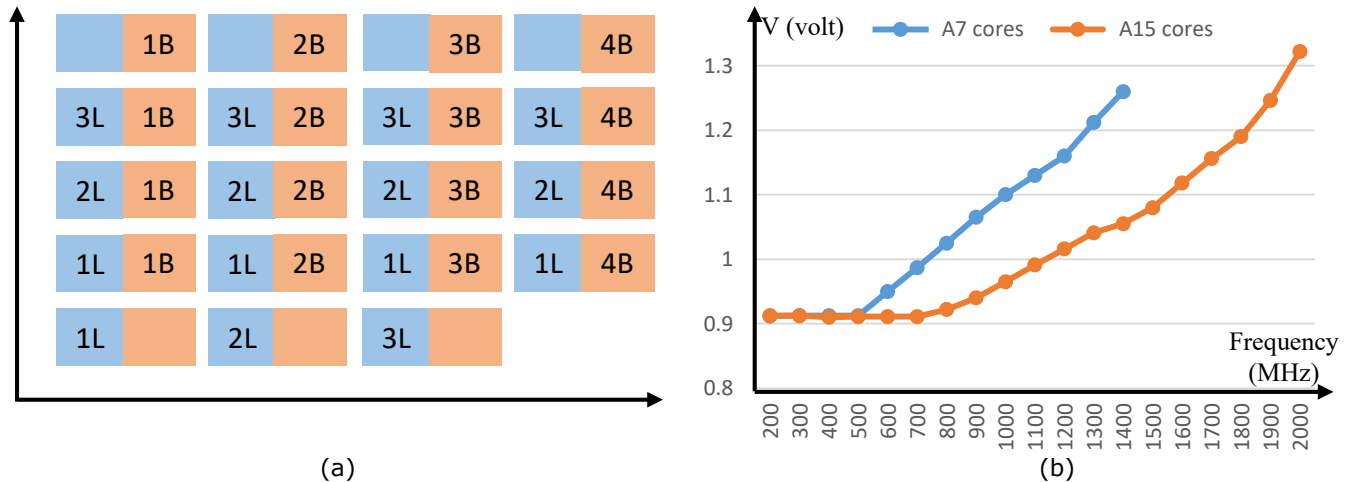 1B 2B 3B 4B
3L 1B 3L 2B 3L 3B 3L 4B
2L 1B 2L 2B 2L 3B 2L 4B
1L 1B 1L 2B 1L 3B 1L 4B
1L 2L 3L
(a)
V (volt) A7 cores A15 cores
1.3
1.2
1.1
1
0.9
0.8
Frequency
(MHz)
200 300 400 500 600 700 800 900 1000 1100 1200 1300 1400 1500 1600 1700 1800 1900 2000
(b)